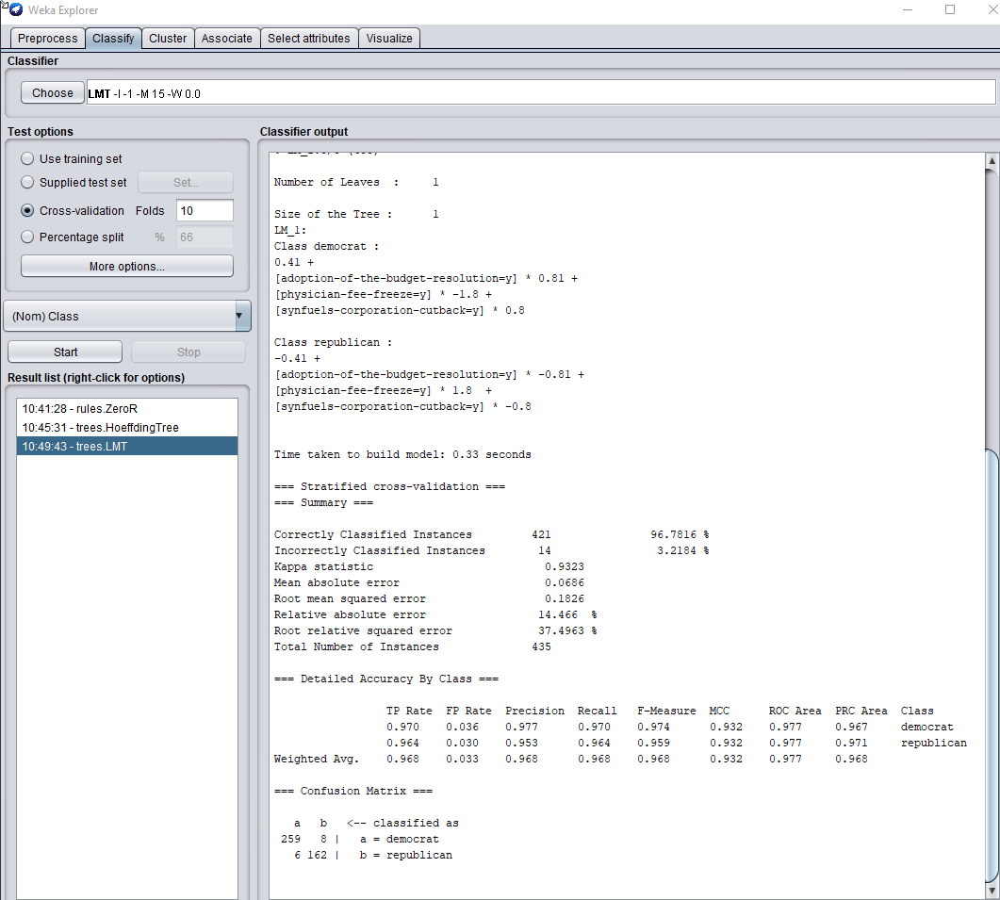 Weka Explorer
Preprocess Classify Cluster Associate Select attributes Visualize
Classifier
Choose LMT -I -1 -M 15 -W 0.0
Test options
Use training set
Supplied test set Set...
Cross-validation Folds 10
Percentage split % 66
More options...
(Nom) Class
Start Stop
Result list (right-click for options)
10:41:28 - rules.ZeroR
10:45:31 - trees.HoeffdingTree
10:49:43 - trees.LMT
Classifier output
Number of Leaves : 1
Size of the Tree : 1
LM_1:
Class democrat :
0.41 +
[adoption-of-the-budget-resolution=y] * 0.81 +
[physician-fee-freeze=y] * -1.8 +
[synfuels-corporation-cutback=y] * 0.8
Class republican :
-0.41 +
[adoption-of-the-budget-resolution=y] * -0.81 +
[physician-fee-freeze=y] * 1.8 +
[synfuels-corporation-cutback=y] * -0.8
Time taken to build model: 0.33 seconds
=== Stratified cross-validation ===
=== Summary ===
Correctly Classified Instances 421 96.7816 %
Incorrectly Classified Instances 14 3.2184 %
Kappa statistic 0.9323
Mean absolute error 0.0686
Root mean squared error 0.1826
Relative absolute error 14.466 %
Root relative squared error 37.4963 %
Total Number of Instances 435
=== Detailed Accuracy By Class ===
TP Rate FP Rate Precision Recall F-Measure MCC ROC Area PRC Area Class
0.970 0.036 0.977 0.970 0.974 0.932 0.977 0.967 democrat
0.964 0.030 0.953 0.964 0.959 0.932 0.977 0.971 republican
Weighted Avg. 0.968 0.033 0.968 0.968 0.968 0.932 0.977 0.968
=== Confusion Matrix ===
a b <-- classified as
259 8 | a = democrat
6 162 | b = republican